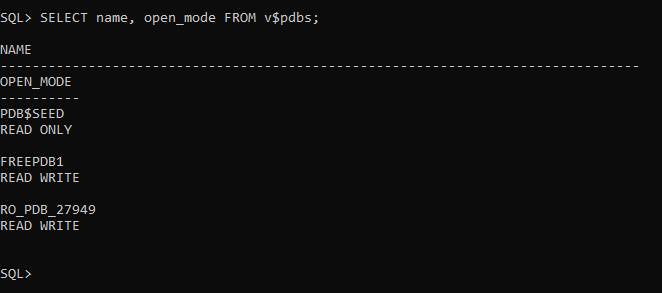 SQL> SELECT name, open_mode FROM v$pdbs;
NAME
--------------------------------------------------------------------------------
OPEN_MODE
----------
PDB$SEED
READ ONLY
FREEPDB1
READ WRITE
RO_PDB_27949
READ WRITE
SQL>